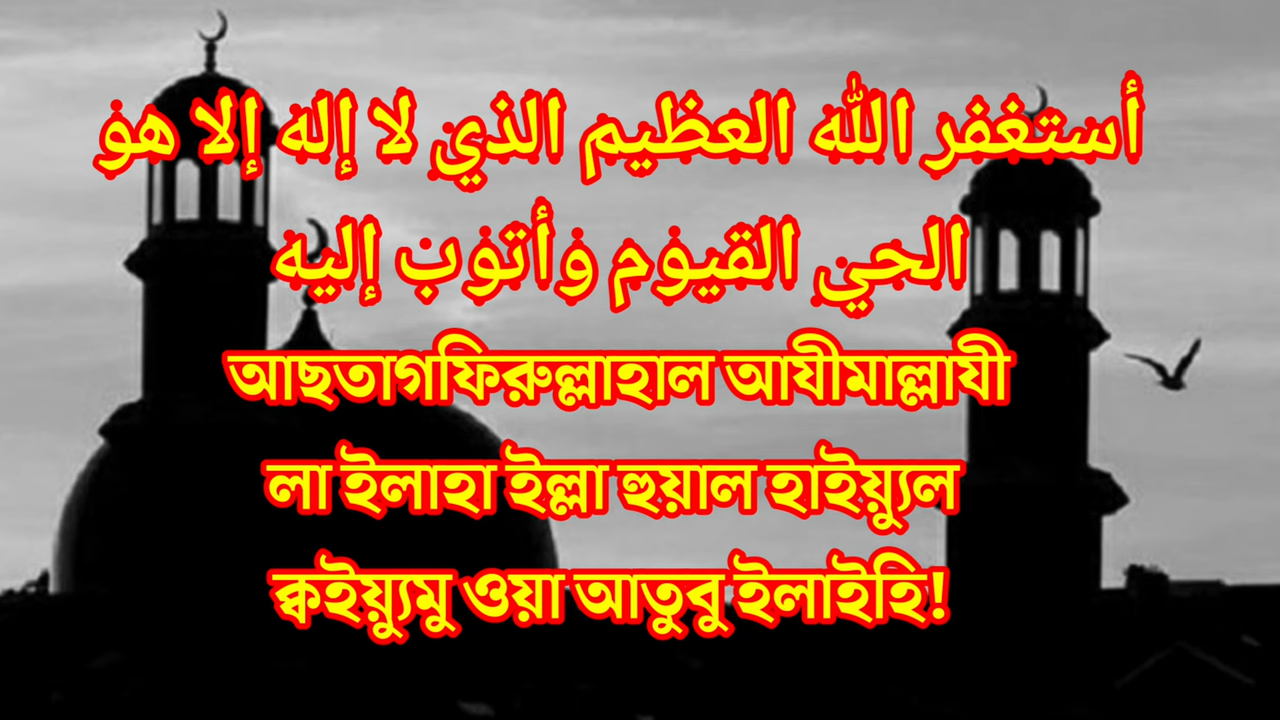 أستغفر الله العظيم الذي لا إله إلا هو
الحي القيوم وأتوب إليه
আছতাগফিরুল্লাহাল আযীমাল্লাযী
লা ইলাহা ইল্লা হুয়াল হাইয়্যুল
ক্বইয়্যুমু ওয়া আতুবু ইলাইহি!